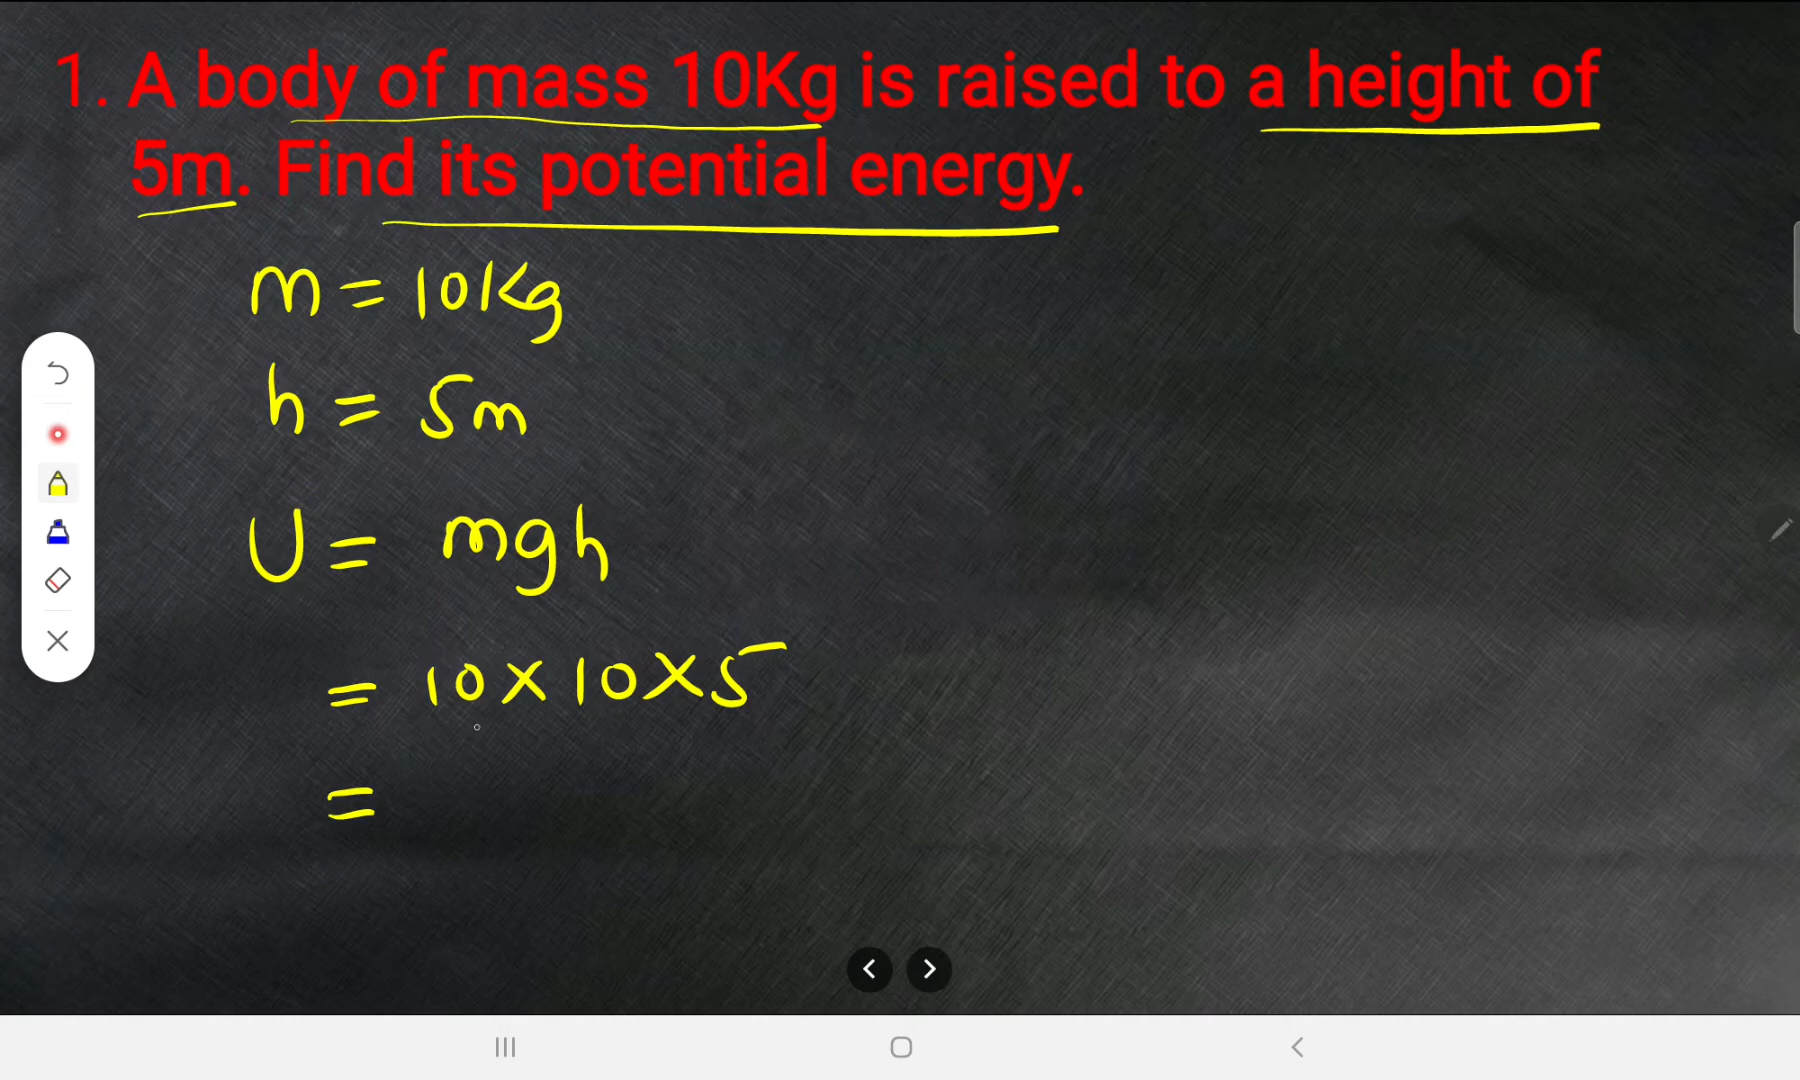 1. A body of mass 10Kg is raised to a height of
5m. Find its potential energy.
m = 10Kg
h = 5m
U = mgh
= 10 × 10 × 5
=